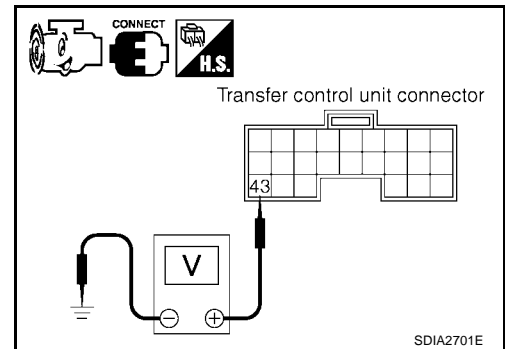 CONNECT
H.S.
Transfer control unit connector
43
V
− +
SDIA2701E